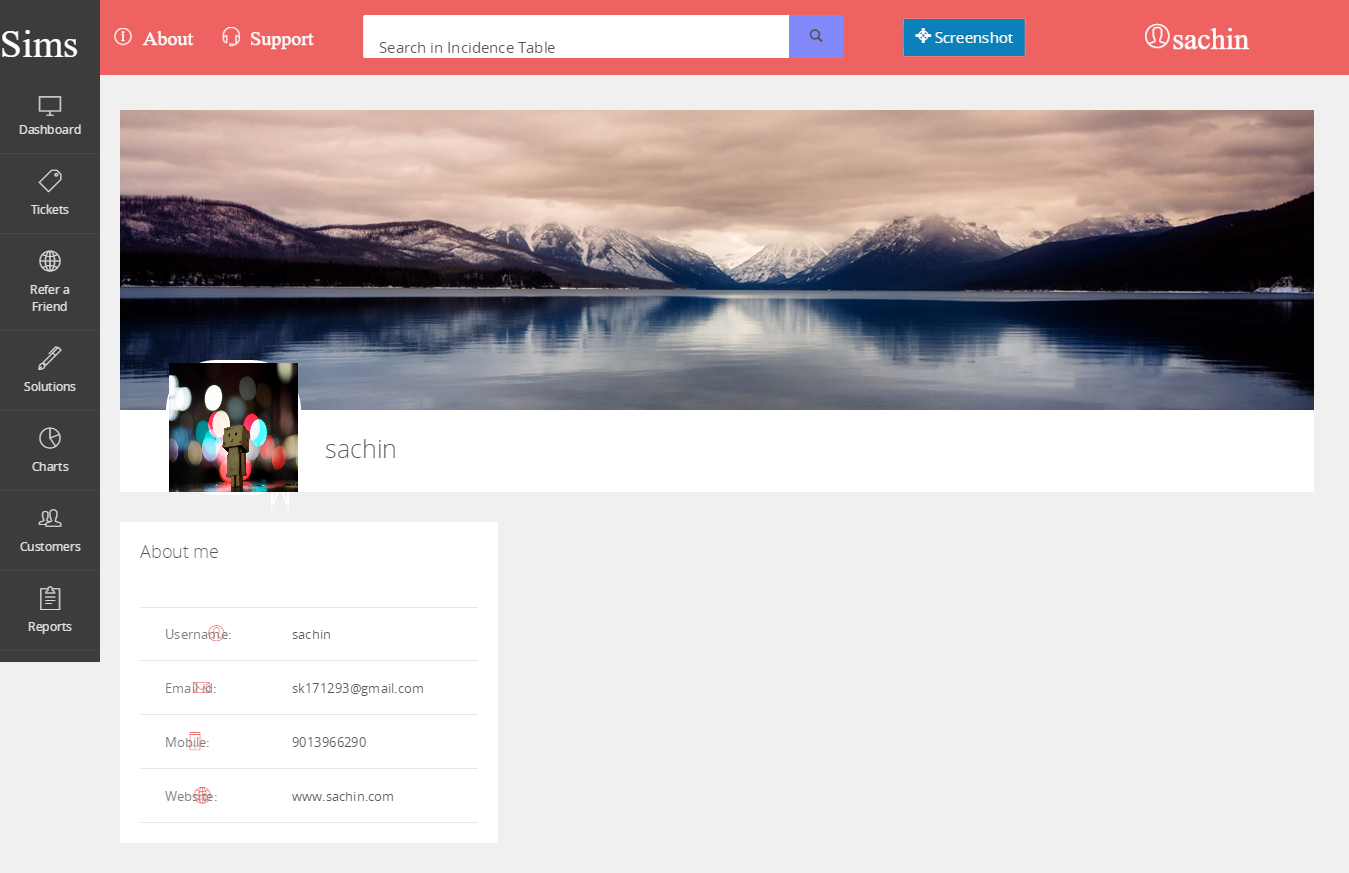 Sims
About
Support
Search in Incidence Table
Screenshot
sachin
Dashboard
Tickets
Refer a
Friend
Solutions
Charts
Customers
Reports
sachin
About me
Username: sachin
Email Id: sk171293@gmail.com
Mobile: 9013966290
Website: www.sachin.com